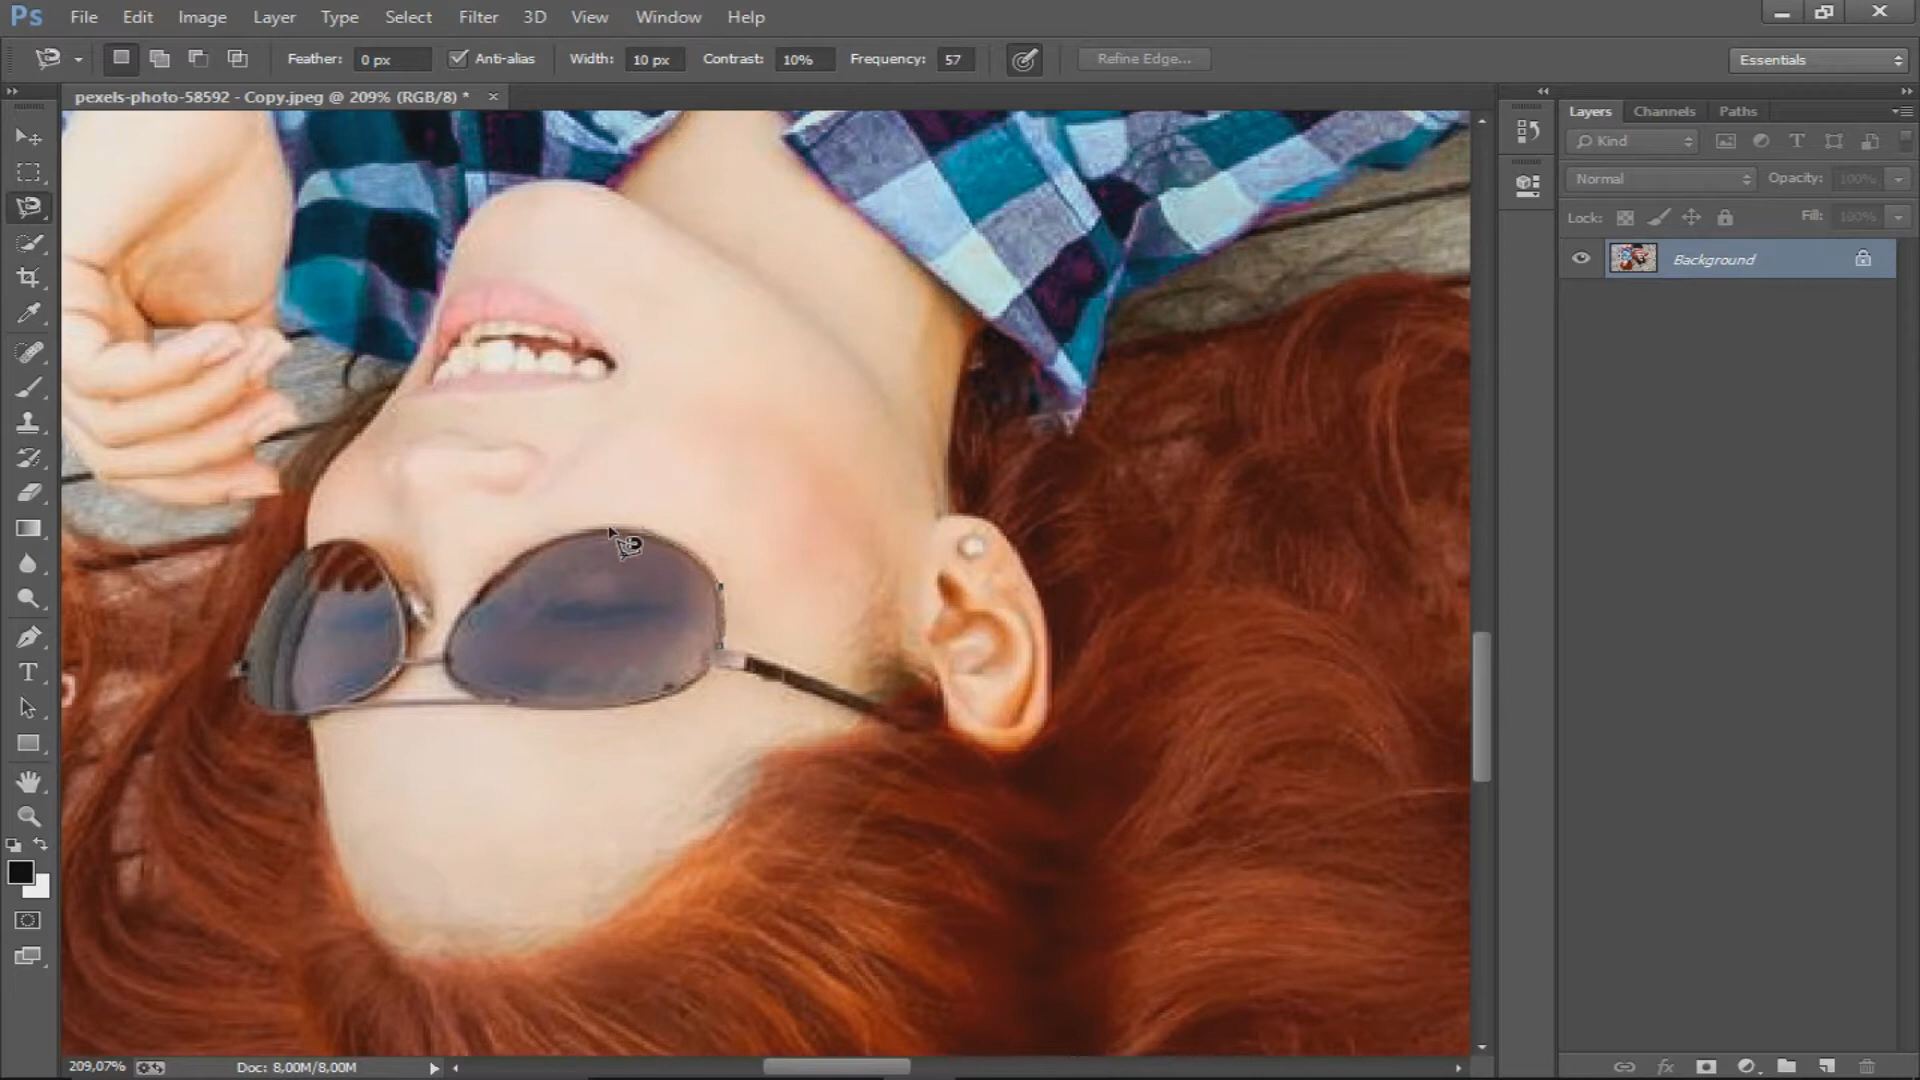 Ps File Edit Image Layer Type Select Filter 3D View Window Help
Feather: 0 px Anti-alias Width: 10 px Contrast: 10% Frequency: 57 Refine Edge... Essentials
pexels-photo-58592 - Copy.jpeg @ 209% (RGB/8) *
Layers Channels Paths
Kind
Normal Opacity: 100%
Lock: Fill: 100%
Background
T
209,07% Doc: 8,00M/8,00M